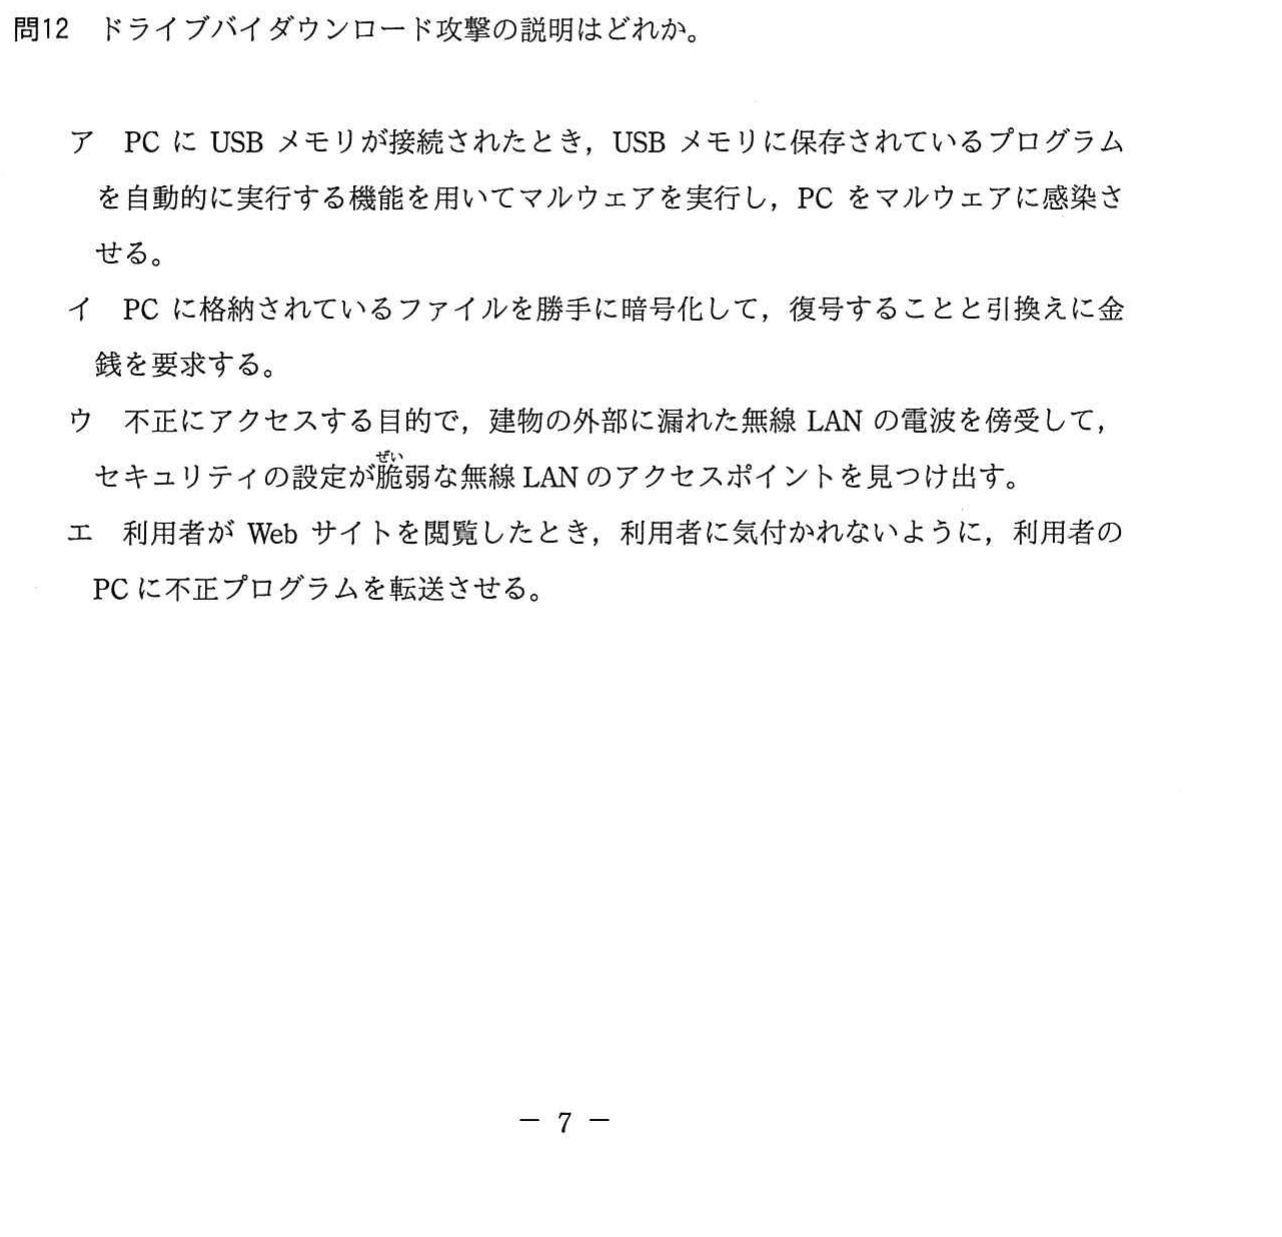 問12　ドライブバイダウンロード攻撃の説明はどれか。
ア　PC に USB メモリが接続されたとき，USB メモリに保存されているプログラム
を自動的に実行する機能を用いてマルウェアを実行し，PC をマルウェアに感染さ
せる。
イ　PC に格納されているファイルを勝手に暗号化して，復号することと引換えに金
銭を要求する。
ウ　不正にアクセスする目的で，建物の外部に漏れた無線 LAN の電波を傍受して，
ぜい
セキュリティの設定が脆弱な無線 LAN のアクセスポイントを見つけ出す。
エ　利用者が Web サイトを閲覧したとき，利用者に気付かれないように，利用者の
PC に不正プログラムを転送させる。
－ 7 －